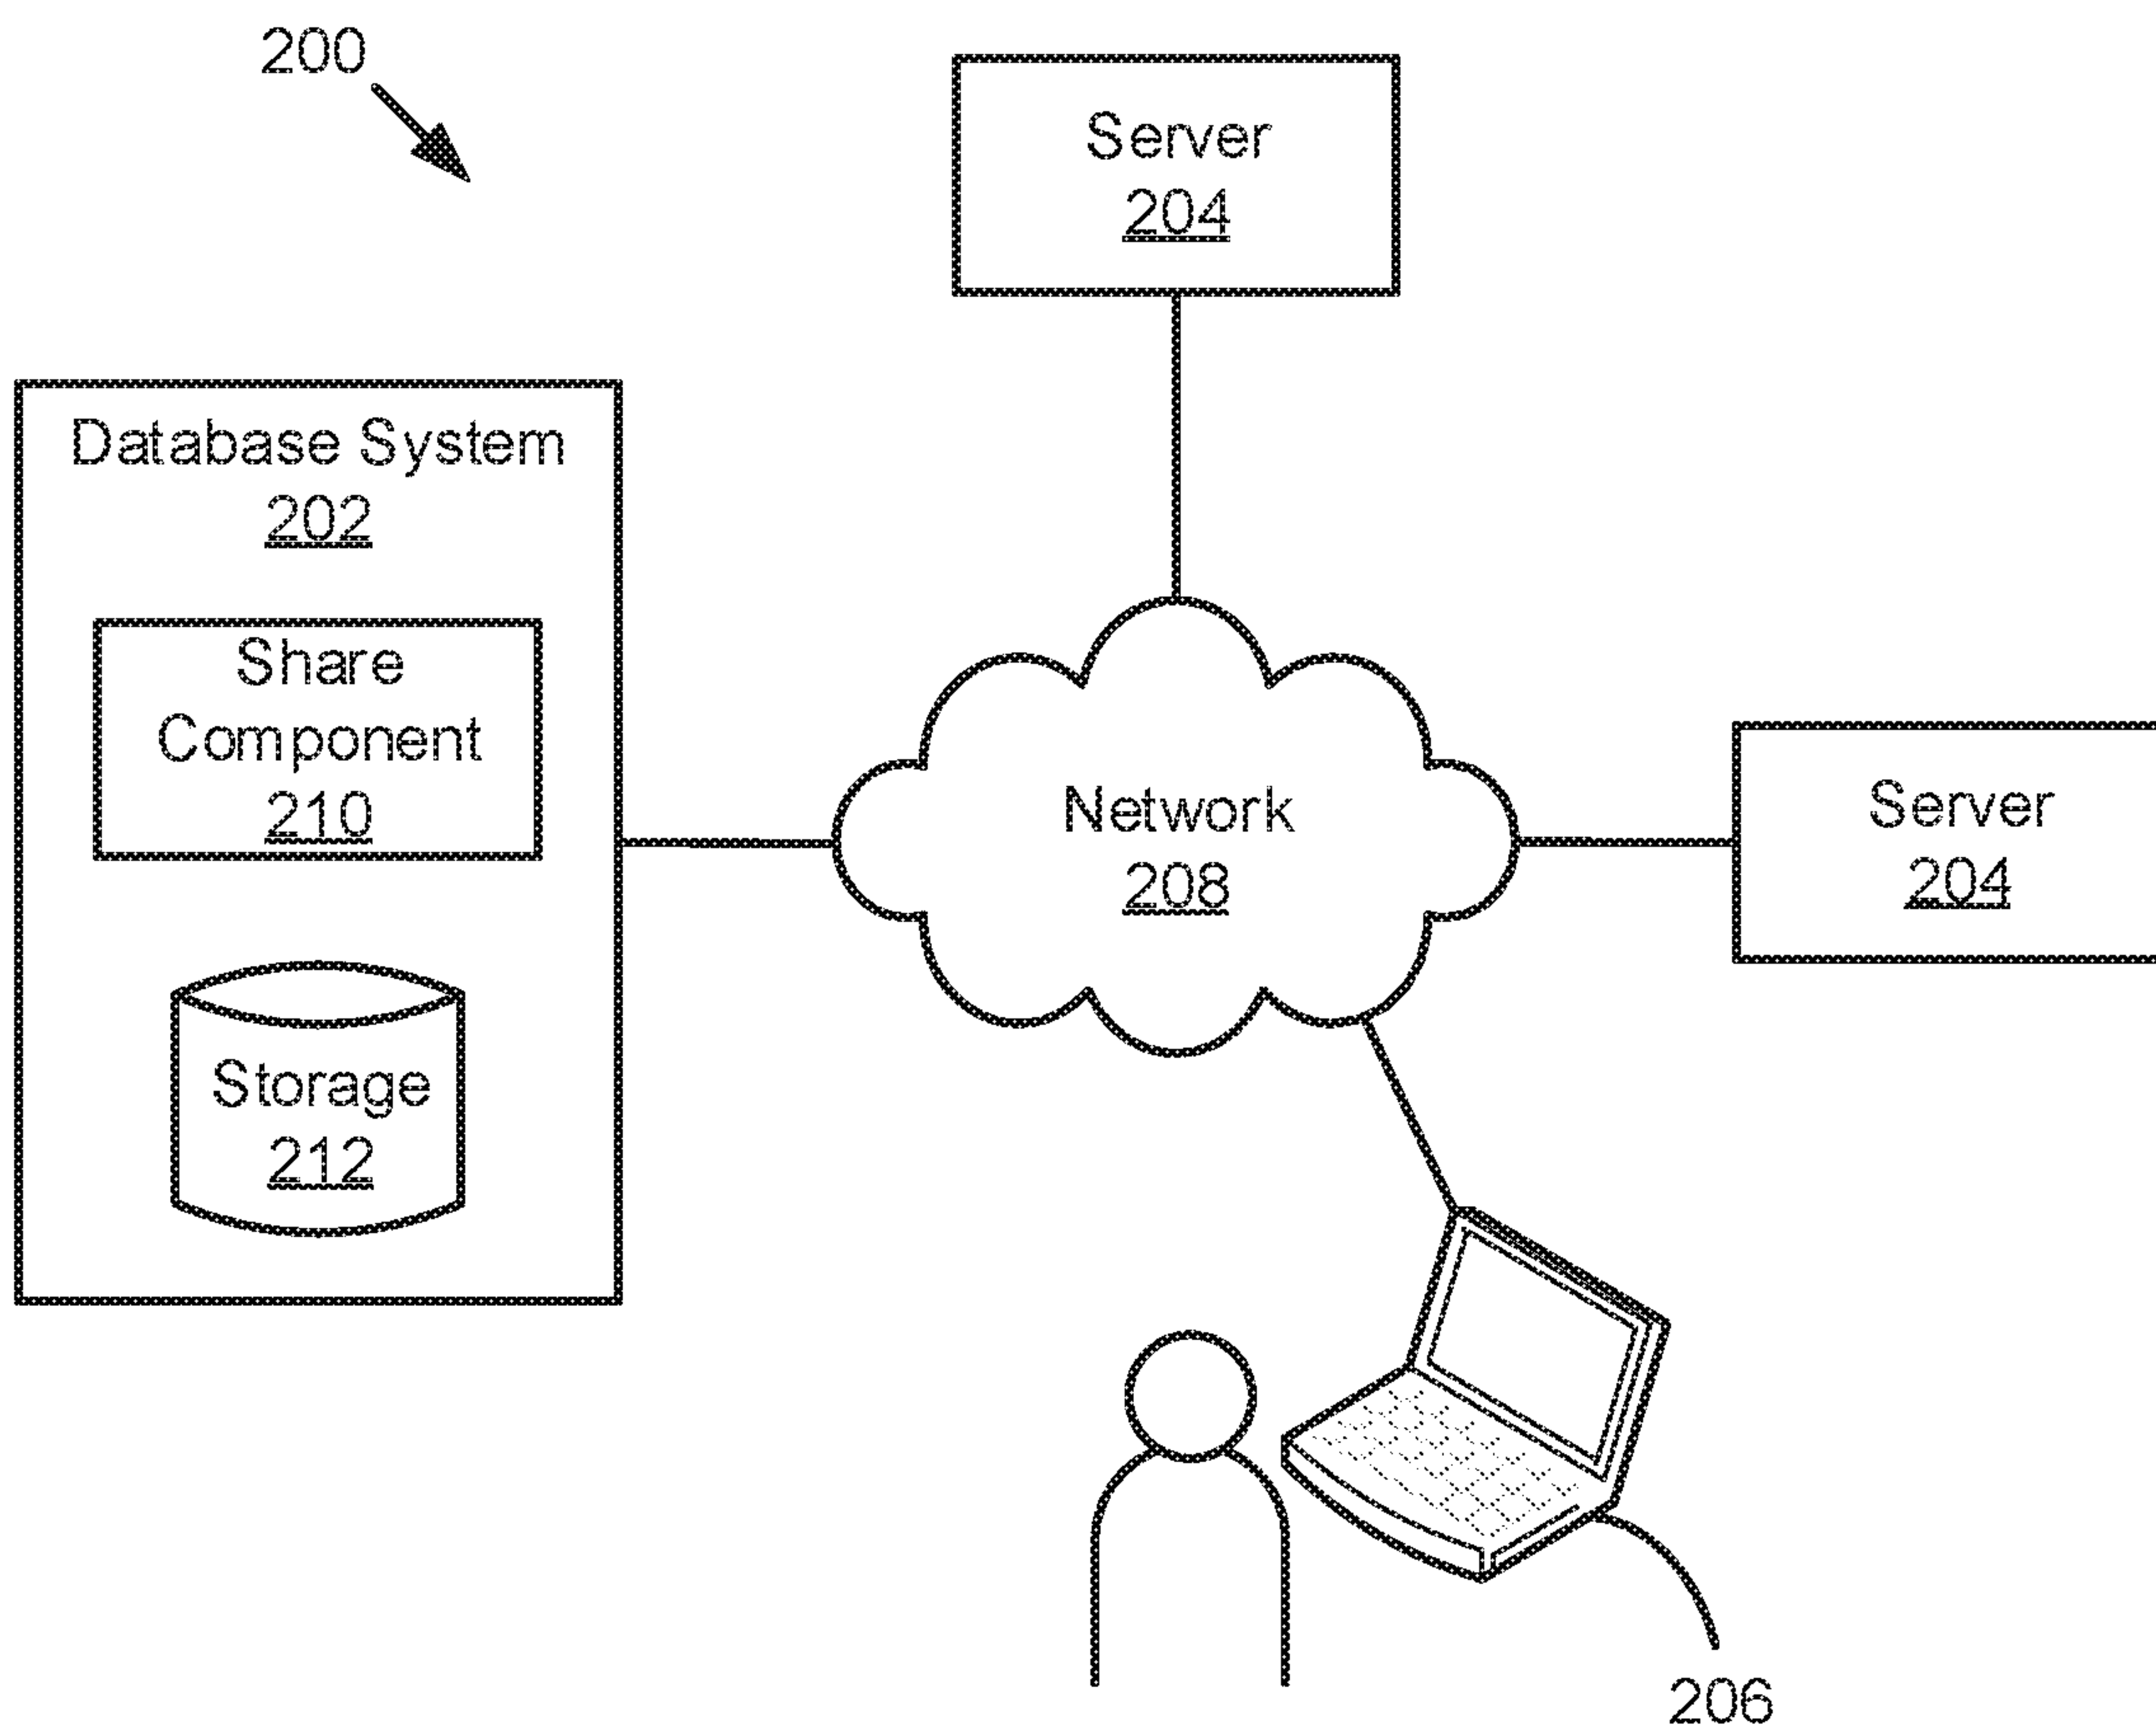 200
Server
204
Database System
202
Share
Component
210
Storage
212
Network
208
Server
204
206